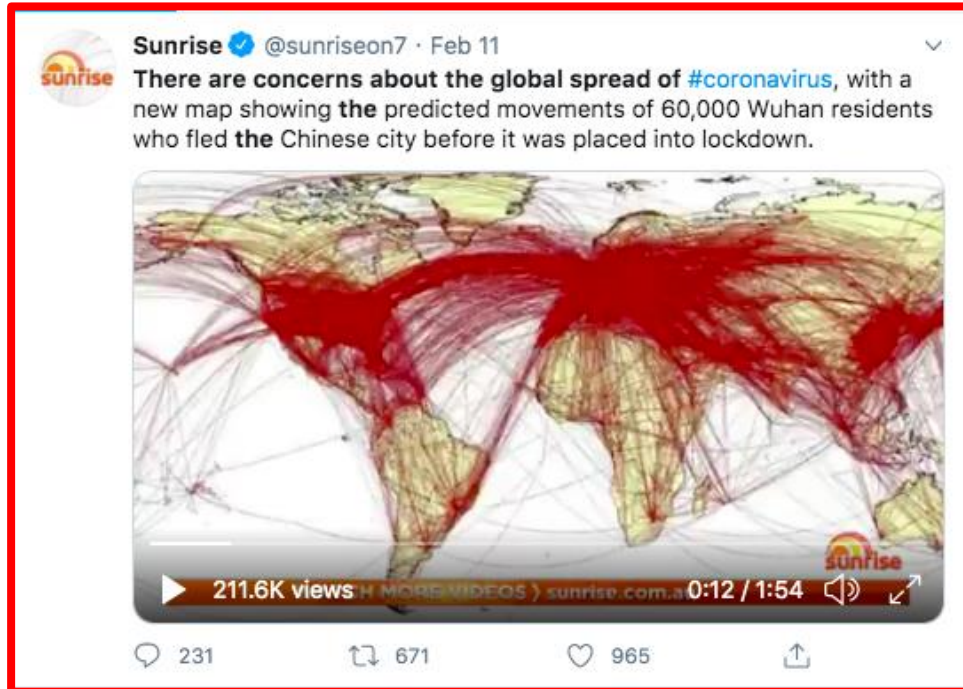 Sunrise @sunriseon7 · Feb 11
sunrise
There are concerns about the global spread of #coronavirus, with a
new map showing the predicted movements of 60,000 Wuhan residents
who fled the Chinese city before it was placed into lockdown.
sunrise
211.6K views MORE VIDEOS ⟩ sunrise.com.au 0:12 / 1:54
231 671 965